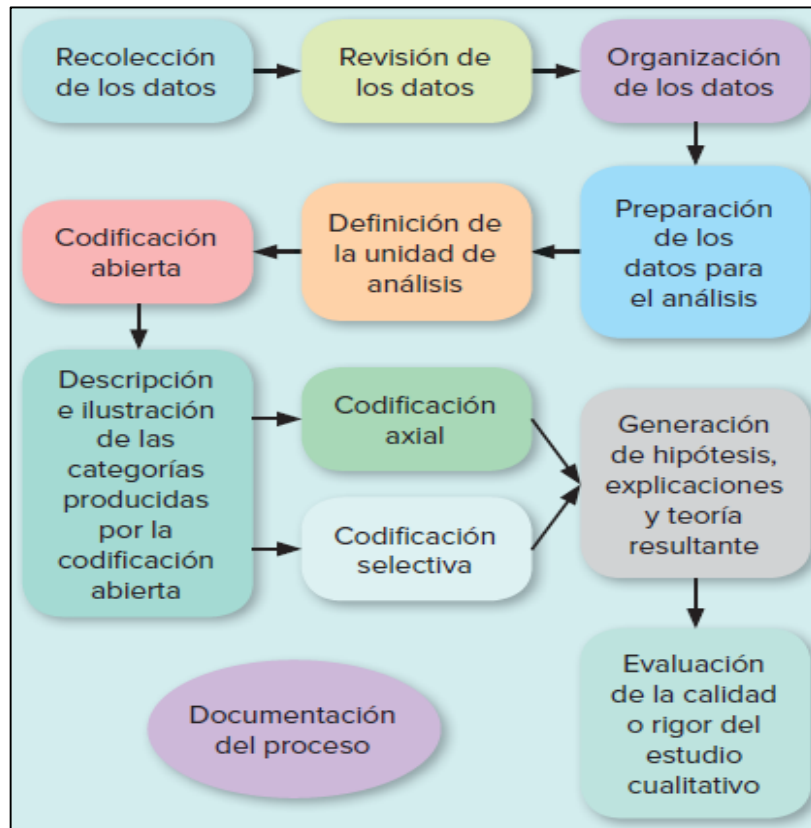 Recolección
de los datos
Revisión de
los datos
Organización
de los datos
Preparación
de los
datos para
el análisis
Definición de
la unidad de
análisis
Codificación
abierta
Descripción
e ilustración
de las
categorías
producidas
por la
codificación
abierta
Codificación
axial
Codificación
selectiva
Generación
de hipótesis,
explicaciones
y teoría
resultante
Evaluación
de la calidad
o rigor del
estudio
cualitativo
Documentación
del proceso